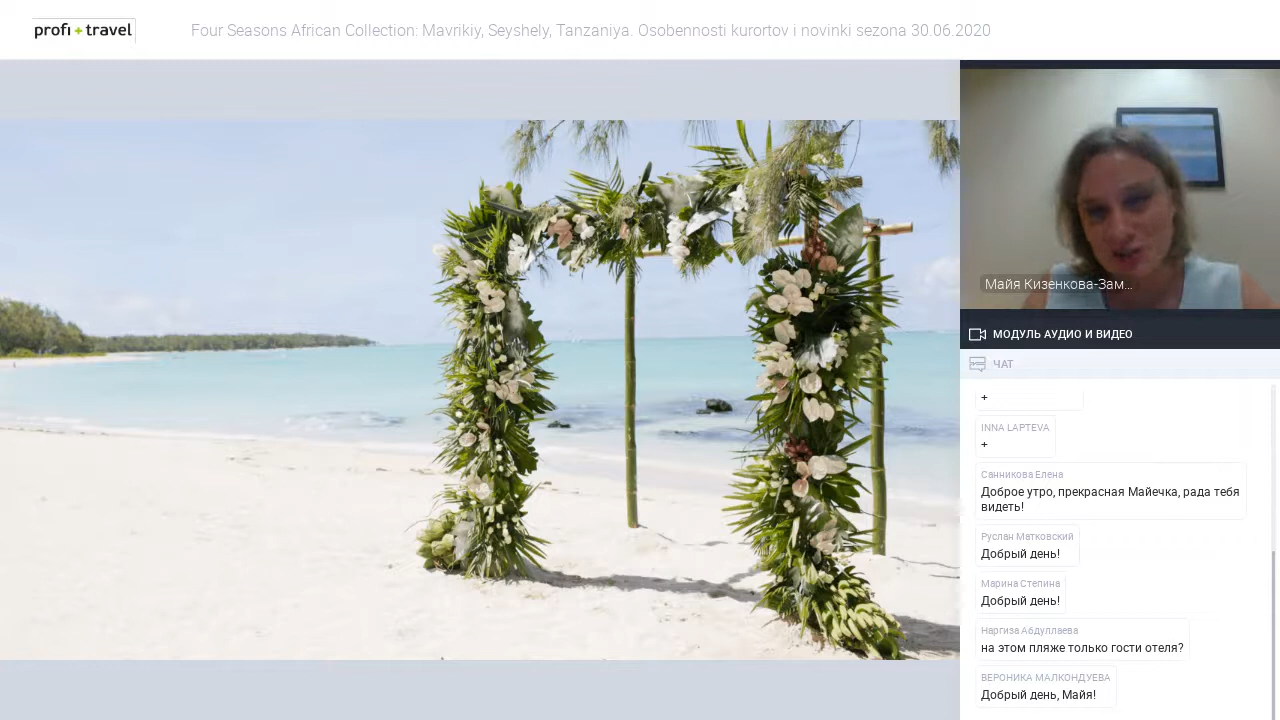 profi + travel
Four Seasons African Collection: Mavrikiy, Seyshely, Tanzaniya. Osobennosti kurortov i novinki sezona 30.06.2020
Майя Кизенкова-Зам...
МОДУЛЬ АУДИО И ВИДЕО
ЧАТ
+
INNA LAPTEVA
+
Санникова Елена
Доброе утро, прекрасная Майечка, рада тебя
видеть!
Руслан Матковский
Добрый день!
Марина Степина
Добрый день!
Наргиза Абдуллаева
на этом пляже только гости отеля?
ВЕРОНИКА МАЛКОНДУЕВА
Добрый день, Майя!